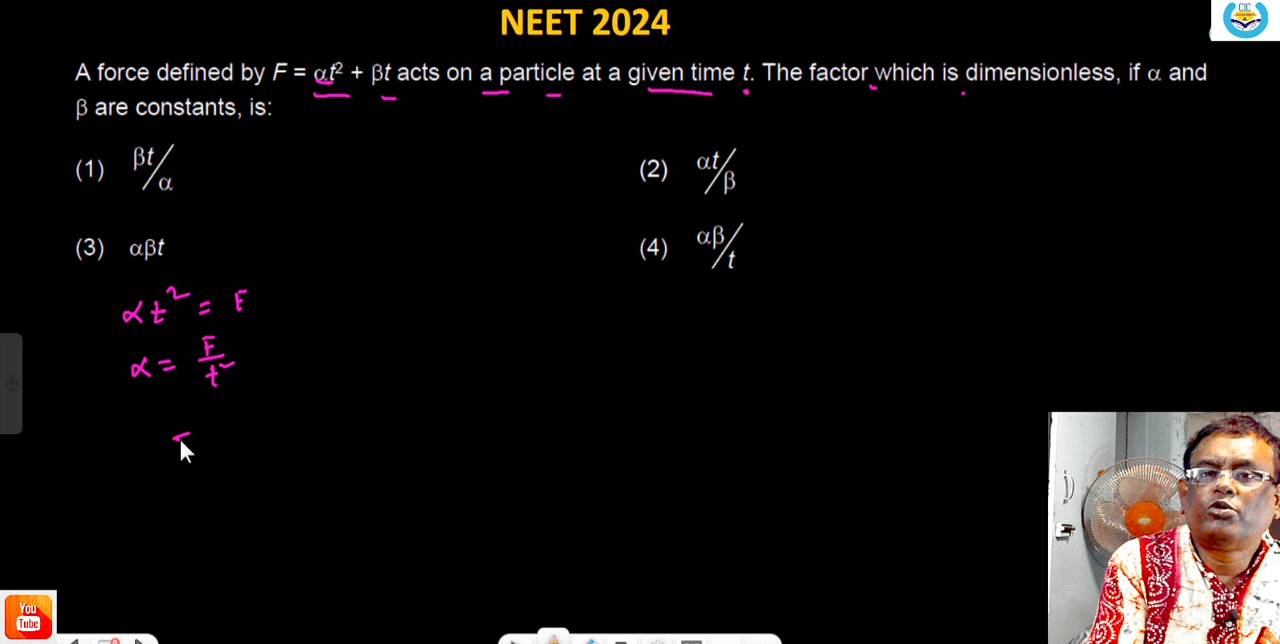 CIC
NEET 2024
A force defined by F = αt² + βt acts on a particle at a given time t. The factor which is dimensionless, if α and
β are constants, is:
(1) βt/α
(2) αt/β
(3) αβt
(4) αβ/t
αt² = F
α = F/t²
You
Tube